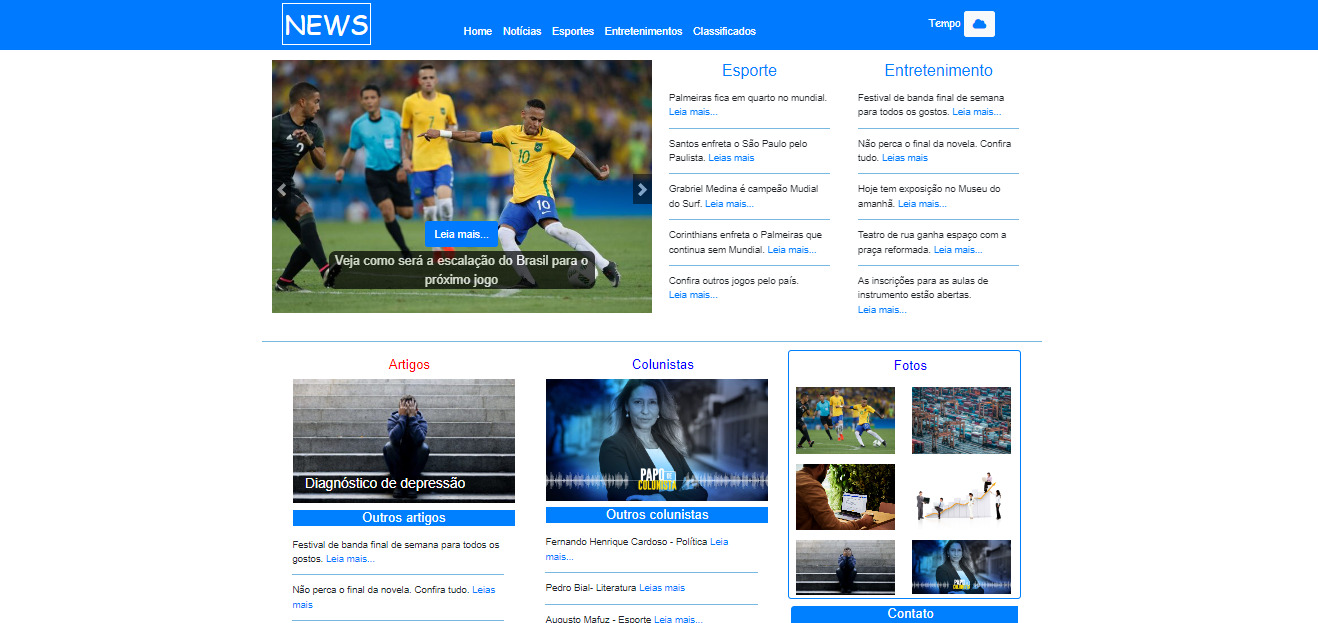 NEWS
Home Notícias Esportes Entretenimentos Classificados
Tempo
Leia mais...
Veja como será a escalação do Brasil para o
próximo jogo
Esporte
Palmeiras fica em quarto no mundial.
Leia mais...
Santos enfreta o São Paulo pelo
Paulista. Leias mais
Grabriel Medina é campeão Mudial
do Surf. Leia mais...
Corinthians enfreta o Palmeiras que
continua sem Mundial. Leia mais...
Confira outros jogos pelo país.
Leia mais...
Entretenimento
Festival de banda final de semana
para todos os gostos. Leia mais...
Não perca o final da novela. Confira
tudo. Leias mais
Hoje tem exposição no Museu do
amanhã. Leia mais...
Teatro de rua ganha espaço com a
praça reformada. Leia mais...
As inscrições para as aulas de
instrumento estão abertas.
Leia mais...
Artigos
Diagnóstico de depressão
Outros artigos
Festival de banda final de semana para todos os
gostos. Leia mais...
Não perca o final da novela. Confira tudo. Leias
mais
Colunistas
PAPO DE
COLUNISTA
Outros colunistas
Fernando Henrique Cardoso - Política Leia
mais...
Pedro Bial- Literatura Leias mais
Augusto Mafuz - Esporte Leia mais...
Fotos
Contato